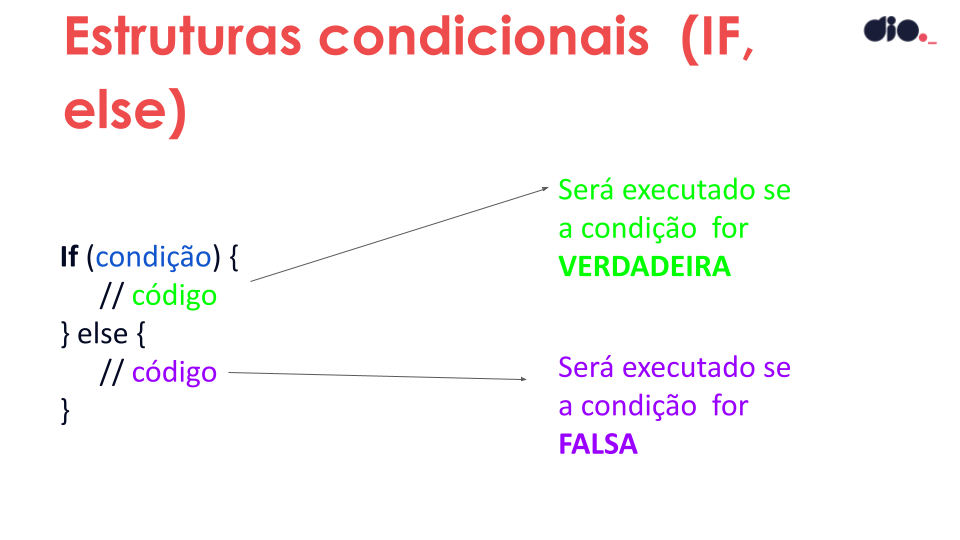 Estruturas condicionais (IF,
else)
dio._
If (condição) {
// código
} else {
// código
}
Será executado se
a condição for
VERDADEIRA
Será executado se
a condição for
FALSA